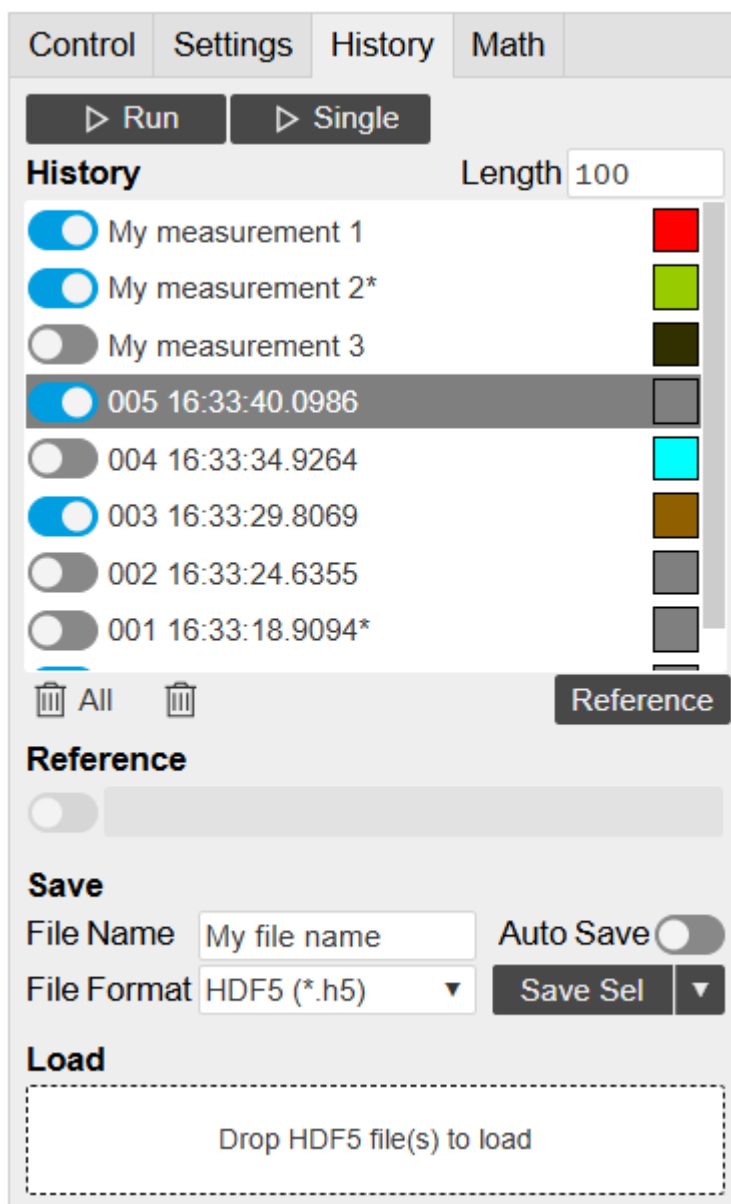 Control Settings History Math
Run Single
History Length 100
My measurement 1
My measurement 2*
My measurement 3
005 16:33:40.0986
004 16:33:34.9264
003 16:33:29.8069
002 16:33:24.6355
001 16:33:18.9094*
All Reference
Reference
Save
File Name My file name Auto Save
File Format HDF5 (*.h5) Save Sel
Load
Drop HDF5 file(s) to load